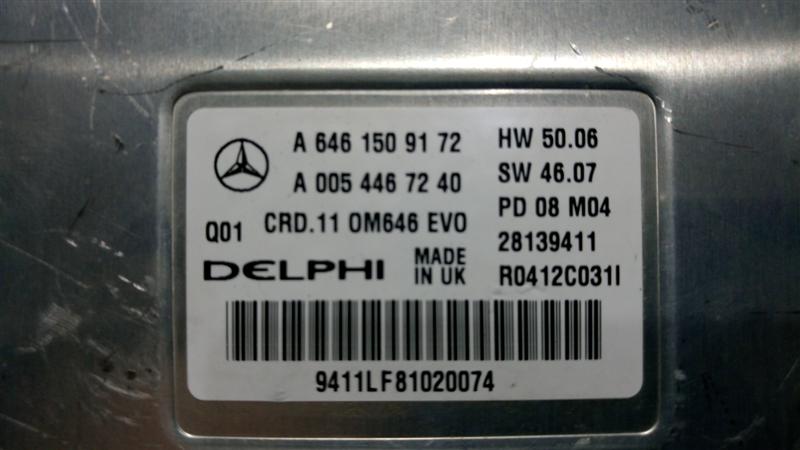 A 646 150 91 72 HW 50.06
A 005 446 72 40 SW 46.07
Q01 CRD.11 OM646 EVO PD 08 M04
DELPHI MADE IN UK 28139411
R0412C031I
9411LF81020074